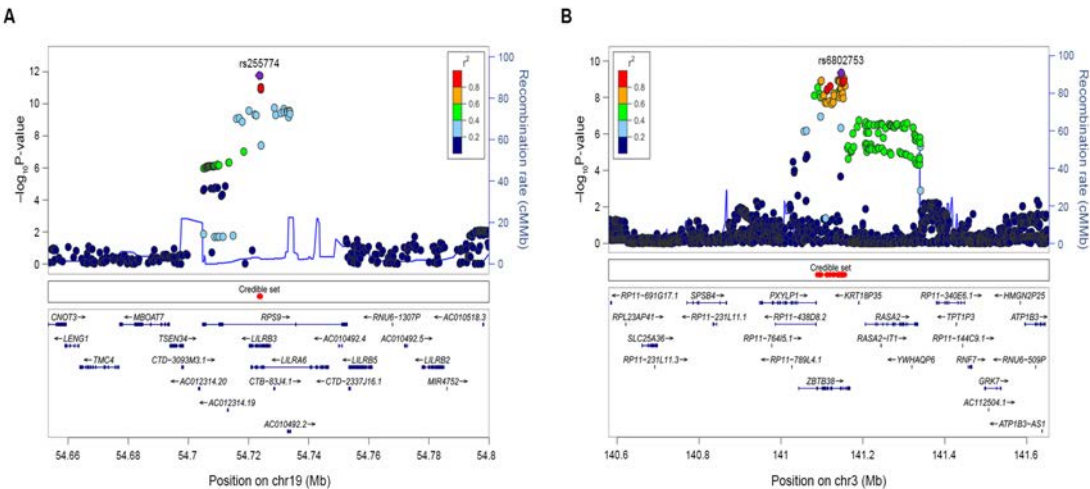 A
rs255774
r²
0.8
0.6
0.4
0.2
12
10
8
6
4
2
0
−log₁₀P-value
100
80
60
40
20
0
Recombination rate (cMMb)
Credible set
CNOT3→ ←MBOAT7 RPS9→ RNU6−1307P→ AC010518.3→
←LENG1 TSEN34→ ←LILRB3 AC010492.4→ AC010492.5→ ATP1B3→
←TMC4 CTD−3093M3.1→ ←LILRA6 ←LILRB5 ←LILRB2
←AC012314.20 CTB−83J4.1→ ←CTD−2337J16.1 MIR4752→
←AC012314.19
AC010492.2→
54.66 54.68 54.7 54.72 54.74 54.76 54.78 54.8
Position on chr19 (Mb)
B
rs6802753
r²
0.8
0.6
0.4
0.2
10
8
6
4
2
0
−log₁₀P-value
100
80
60
40
20
0
Recombination rate (cMMb)
Credible set
←RP11−691G17.1 SPSB4→ PXYLP1→ ←KRT18P35 RP11−340E6.1→ ←HMGN2P25
RPL23AP41→ ←RP11−231L11.1 ←RP11−438D8.2 RASA2→ ←TPT1P3 ATP1B3→
SLC25A36→ ←RP11−764I5.1 ←RASA2−IT1 ←RP11−144C9.1
RP11−231L11.3→ ←RP11−789L4.1 ←YWHAQP6 RNF7→ ←RNU6−509P
ZBTB38→ GRK7→
AC112504.1→
←ATP1B3−AS1
140.6 140.8 141 141.2 141.4 141.6
Position on chr3 (Mb)